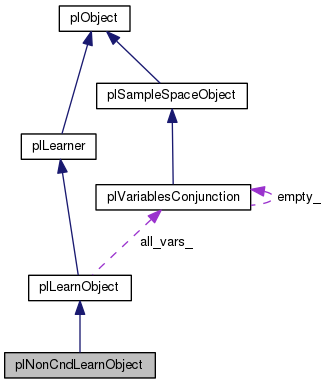 plObject
plSampleSpaceObject
plLearner
plVariablesConjunction
empty_
all_vars_
plLearnObject
plNonCndLearnObject